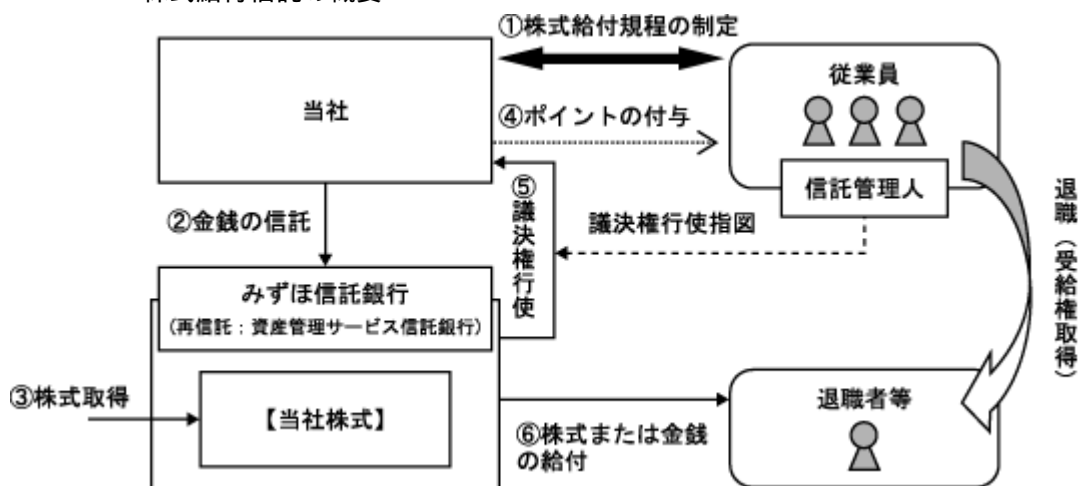 株式給付信託の概要
①株式給付規程の制定
従業員
当社
④ポイントの付与
信託管理人
②金銭の信託
⑤議決権行使
議決権行使指図
退職（受給権取得）
みずほ信託銀行
（再信託：資産管理サービス信託銀行）
③株式取得
【当社株式】
退職者等
⑥株式または金銭
の給付